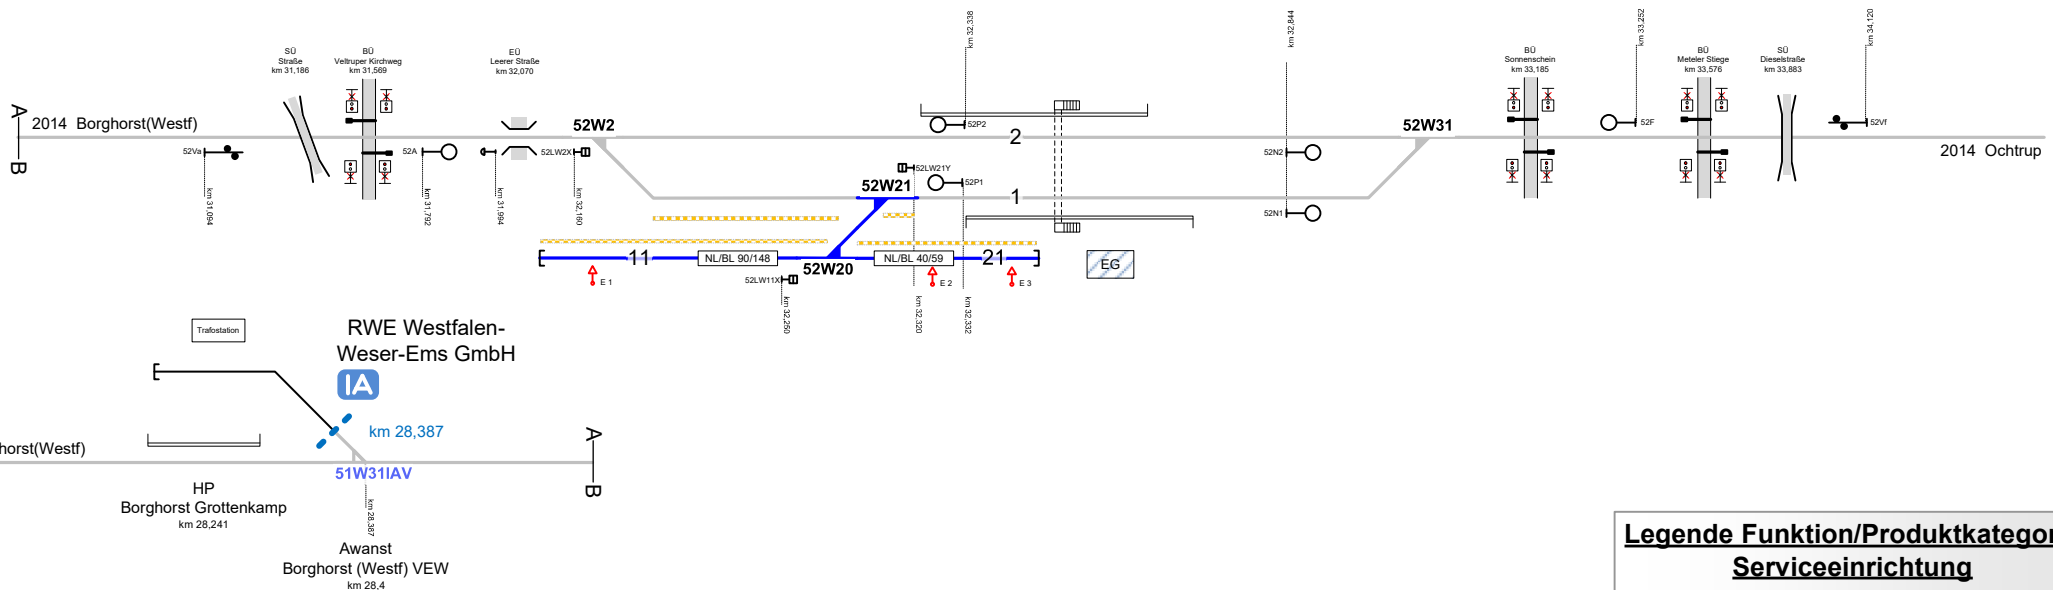 SÜ
Straße
km 31,186
BÜ
Veltruper Kirchweg
km 31,569
EÜ
Leerer Straße
km 32,070
km 32,338
km 32,844
BÜ
Sonnenschein
km 33,185
km 33,252
BÜ
Meteler Stiege
km 33,576
SÜ
Dieselstraße
km 33,883
km 34,120
A
B
2014 Borghorst(Westf)
52Va
km 31,094
52A
km 31,792
km 31,994
52LW2X
km 32,160
52W2
52P2
2
52N2
52W31
52F
52Vf
2014 Ochtrup
52LW21Y
52W21
52P1
1
52N1
11
NL/BL 90/148
52W20
NL/BL 40/59
21
EG
E 1
52LW11X
km 32,250
E 2
km 32,320
km 32,332
E 3
Trafostation
RWE Westfalen-
Weser-Ems GmbH
IA
km 28,387
horst(Westf)
51W31IAV
A
B
HP
Borghorst Grottenkamp
km 28,241
km 28,387
Awanst
Borghorst (Westf) VEW
km 28,4
Legende Funktion/Produktkategor
Serviceeinrichtung